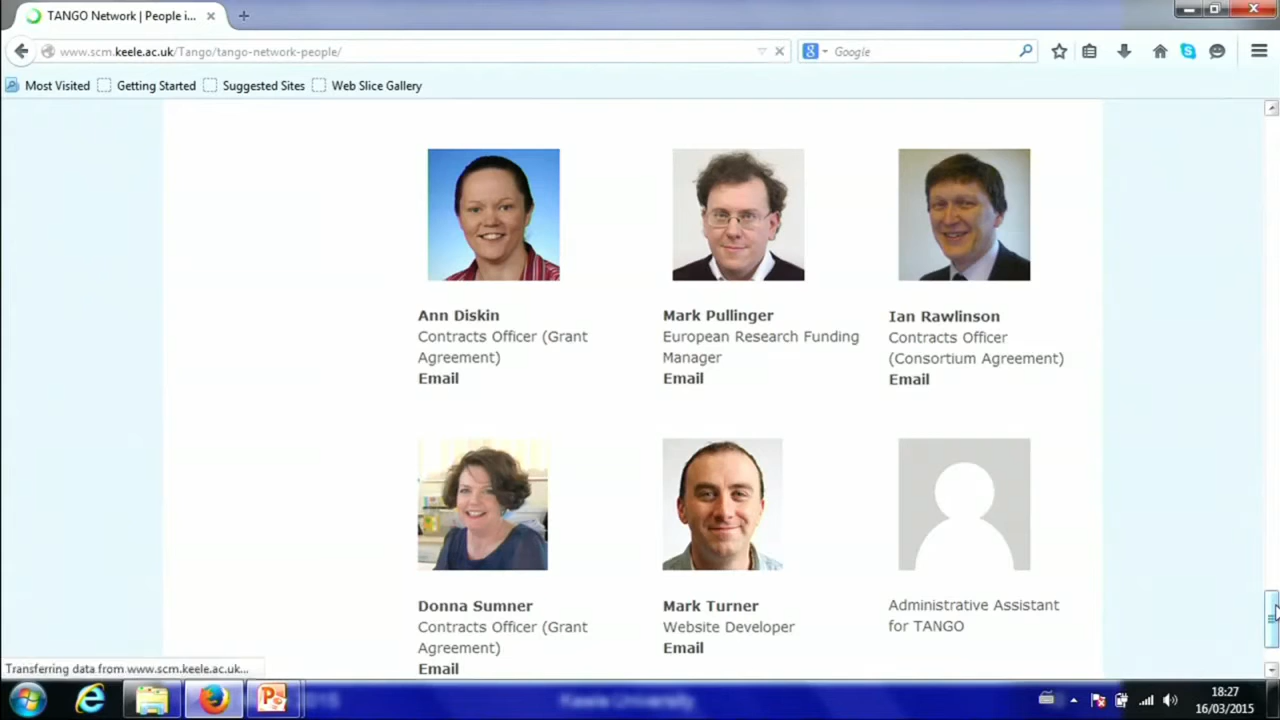 TANGO Network | People i...
www.scm.keele.ac.uk/Tango/tango-network-people/
Google
Most Visited
Getting Started
Suggested Sites
Web Slice Gallery
Ann Diskin
Contracts Officer (Grant
Agreement)
Email
Mark Pullinger
European Research Funding
Manager
Email
Ian Rawlinson
Contracts Officer
(Consortium Agreement)
Email
Donna Sumner
Contracts Officer (Grant
Agreement)
Email
Mark Turner
Website Developer
Email
Administrative Assistant
for TANGO
Transferring data from www.scm.keele.ac.uk...
2015
Keele University
18:27
16/03/2015